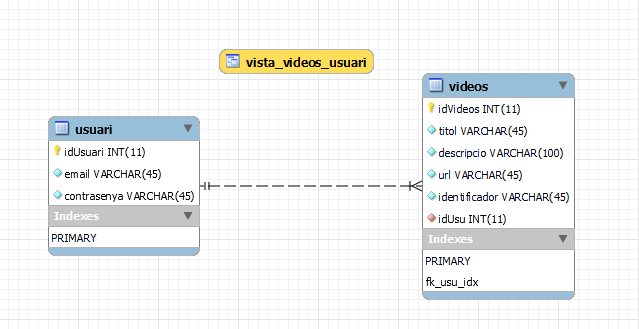 vista_videos_usuari
usuari
idUsuari INT(11)
email VARCHAR(45)
contrasenya VARCHAR(45)
Indexes
PRIMARY
videos
idVideos INT(11)
titol VARCHAR(45)
descripcio VARCHAR(100)
url VARCHAR(45)
identificador VARCHAR(45)
idUsu INT(11)
Indexes
PRIMARY
fk_usu_idx